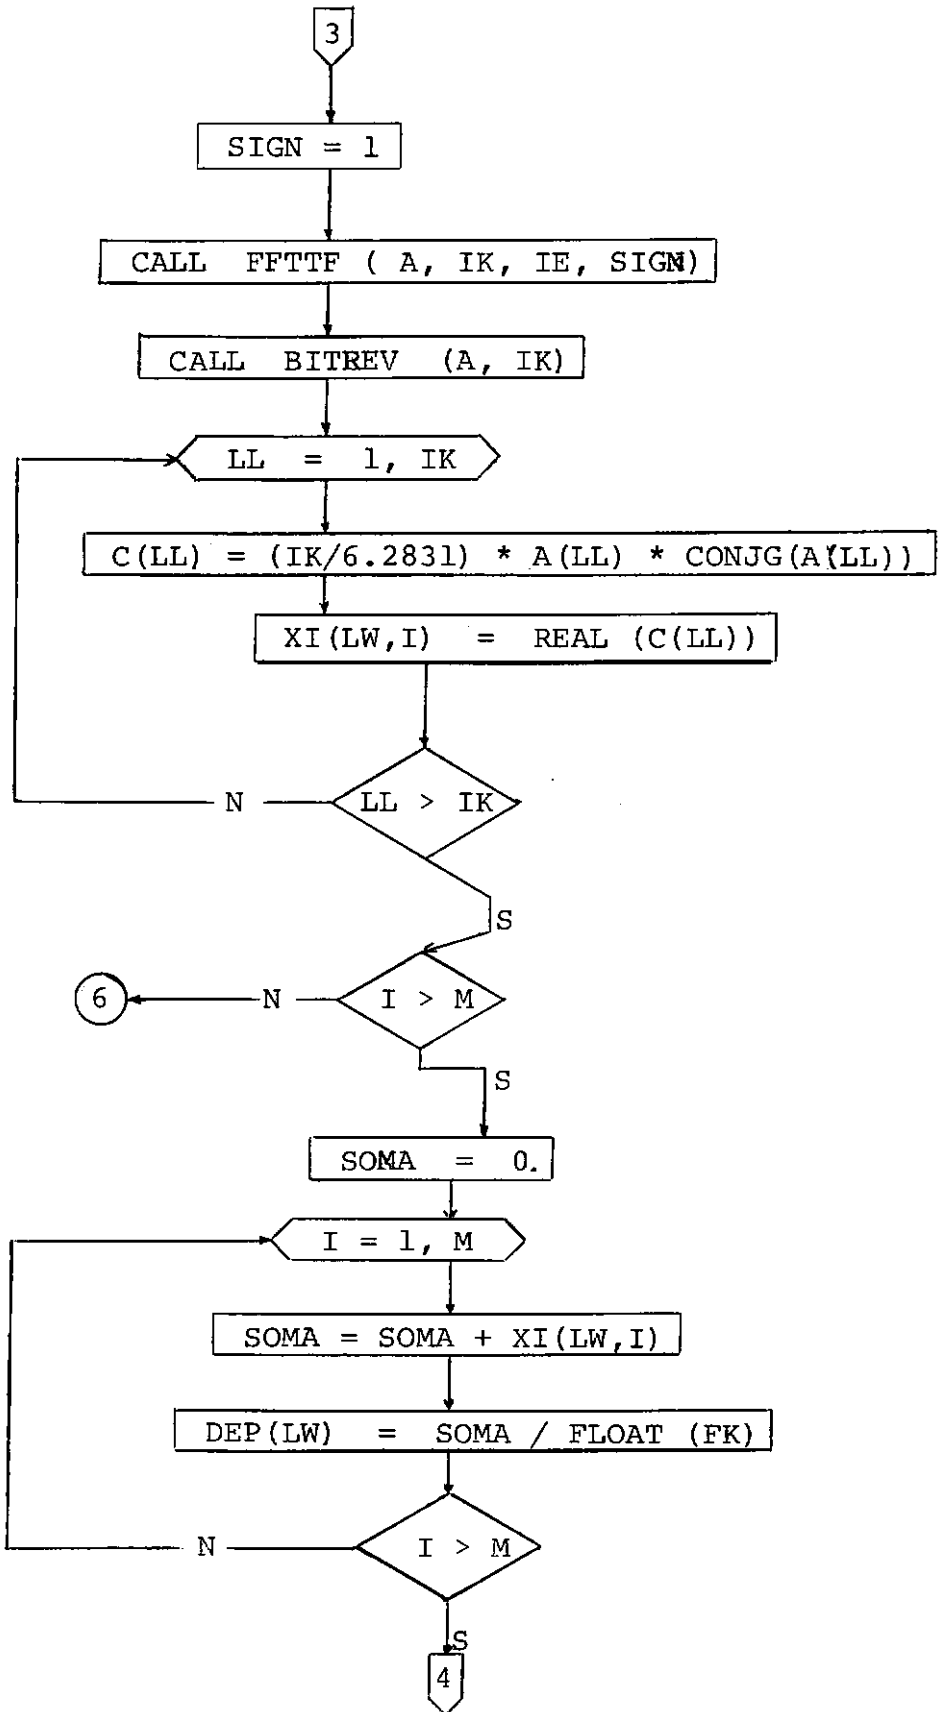 3
SIGN = 1
CALL FFTTF ( A, IK, IE, SIGN)
CALL BITREV (A, IK)
LL = 1, IK
C(LL) = (IK/6.2831) * A(LL) * CONJG(A(LL))
XI(LW,I) = REAL (C(LL))
N
LL > IK
S
6
N
I > M
S
SOMA = 0.
I = 1, M
SOMA = SOMA + XI(LW,I)
DEP(LW) = SOMA / FLOAT (FK)
N
I > M
S
4